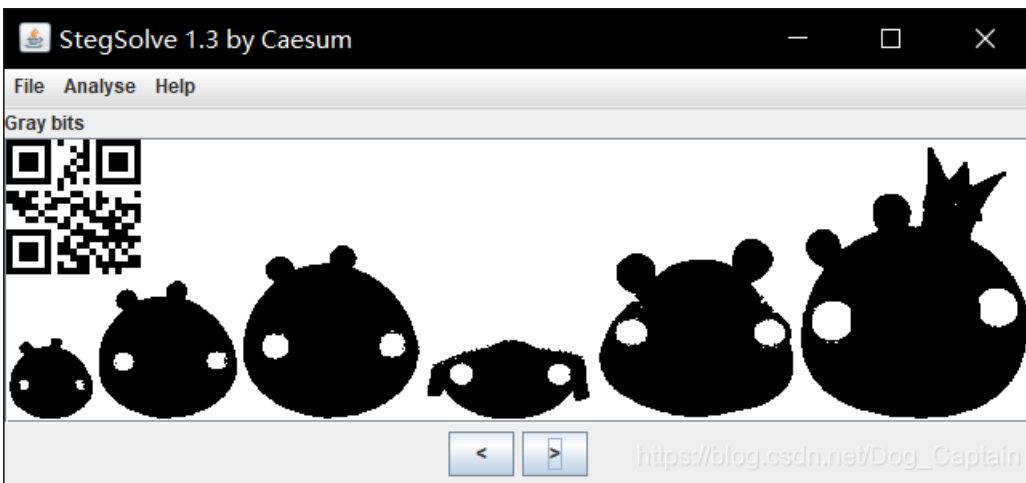 StegSolve 1.3 by Caesum
File Analyse Help
Gray bits
< >
https://blog.csdn.net/Dog_Captain